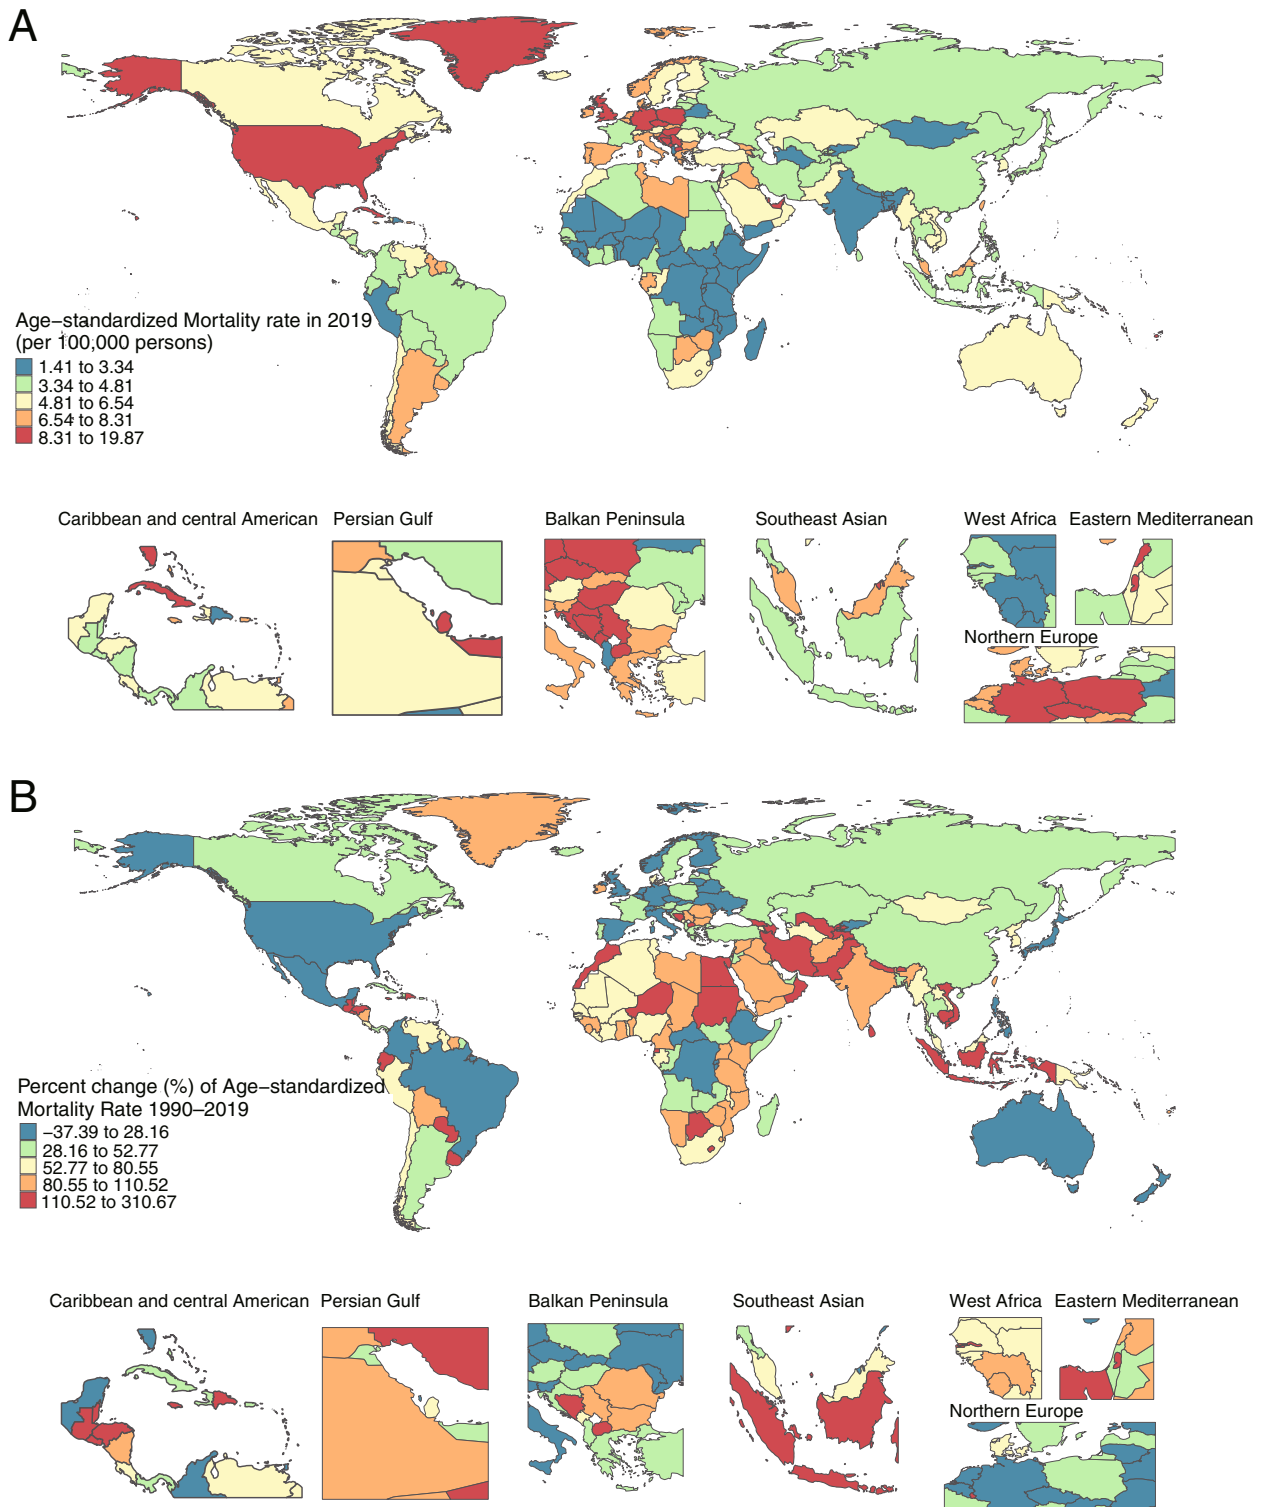 A
Age−standardized Mortality rate in 2019
(per 100,000 persons)
1.41 to 3.34
3.34 to 4.81
4.81 to 6.54
6.54 to 8.31
8.31 to 19.87
Caribbean and central American
Persian Gulf
Balkan Peninsula
Southeast Asian
West Africa
Eastern Mediterranean
Northern Europe
B
Percent change (%) of Age−standardized
Mortality Rate 1990−2019
−37.39 to 28.16
28.16 to 52.77
52.77 to 80.55
80.55 to 110.52
110.52 to 310.67
Caribbean and central American
Persian Gulf
Balkan Peninsula
Southeast Asian
West Africa
Eastern Mediterranean
Northern Europe